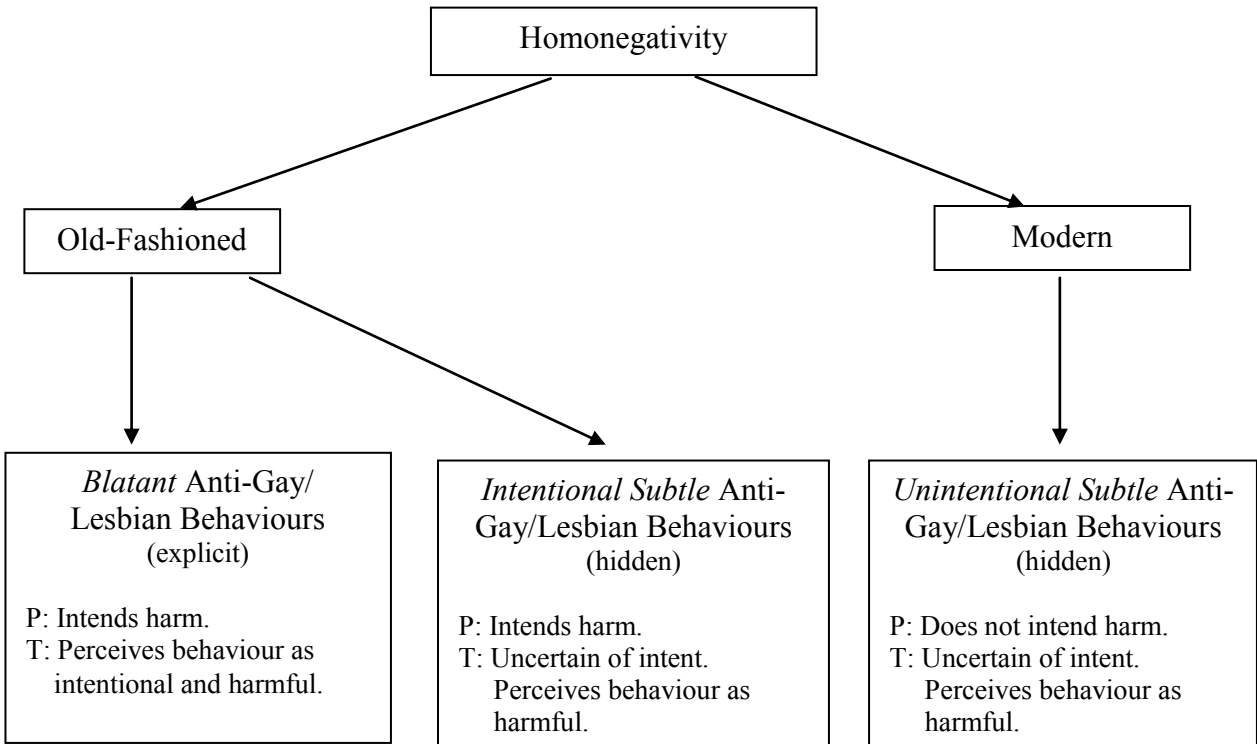 Homonegativity
Old-Fashioned
Modern
Blatant Anti-Gay/
Lesbian Behaviours
(explicit)
P: Intends harm.
T: Perceives behaviour as
intentional and harmful.
Intentional Subtle Anti-
Gay/Lesbian Behaviours
(hidden)
P: Intends harm.
T: Uncertain of intent.
Perceives behaviour as
harmful.
Unintentional Subtle Anti-
Gay/Lesbian Behaviours
(hidden)
P: Does not intend harm.
T: Uncertain of intent.
Perceives behaviour as
harmful.